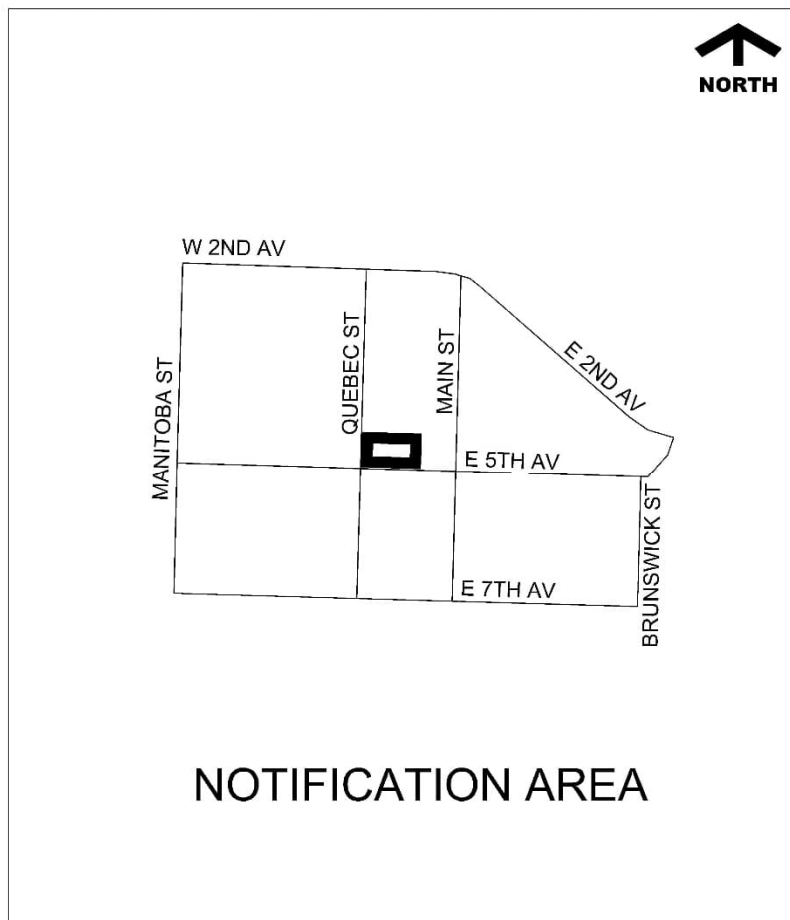 NORTH
W 2ND AV
MANITOBA ST
QUEBEC ST
MAIN ST
E 2ND AV
E 5TH AV
BRUNSWICK ST
E 7TH AV
NOTIFICATION AREA